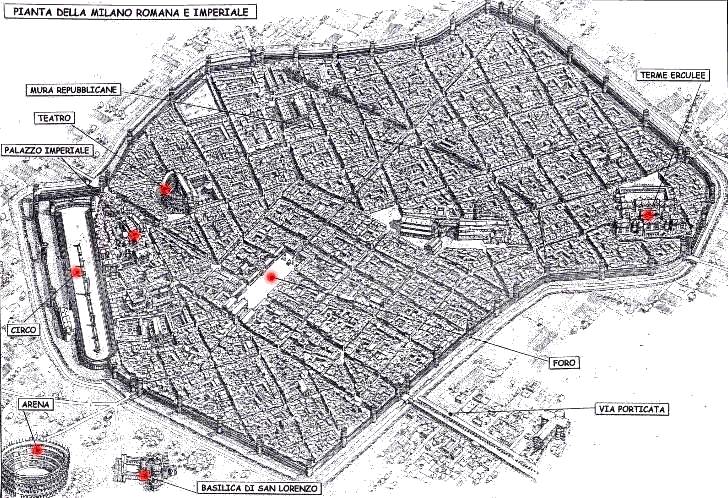 PIANTA DELLA MILANO ROMANA E IMPERIALE
TERME ERCULEE
MURA REPUBBLICANE
TEATRO
PALAZZO IMPERIALE
CIRCO
FORO
ARENA
VIA PORTICATA
BASILICA DI SAN LORENZO